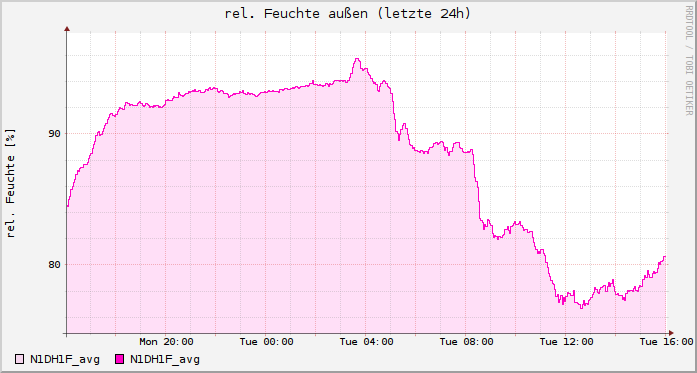 rel. Feuchte außen (letzte 24h)
RRDTOOL / TOBI OETIKER
rel. Feuchte [%]
90
80
Mon 20:00 Tue 00:00 Tue 04:00 Tue 08:00 Tue 12:00 Tue 16:00
N1DH1F_avg N1DH1F_avg